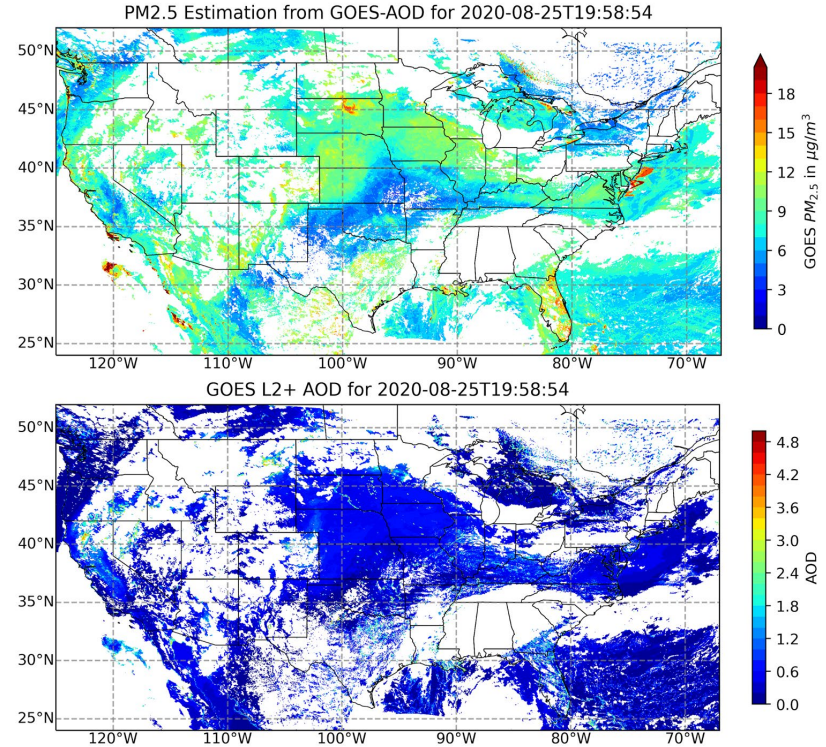 PM2.5 Estimation from GOES-AOD for 2020-08-25T19:58:54
50°N
45°N
40°N
35°N
30°N
25°N
120°W 110°W 100°W 90°W 80°W 70°W
18
15
12
9
6
3
0
GOES PM2.5 in μg/m3
GOES L2+ AOD for 2020-08-25T19:58:54
50°N
45°N
40°N
35°N
30°N
25°N
120°W 110°W 100°W 90°W 80°W 70°W
4.8
4.2
3.6
3.0
2.4
1.8
1.2
0.6
0.0
AOD